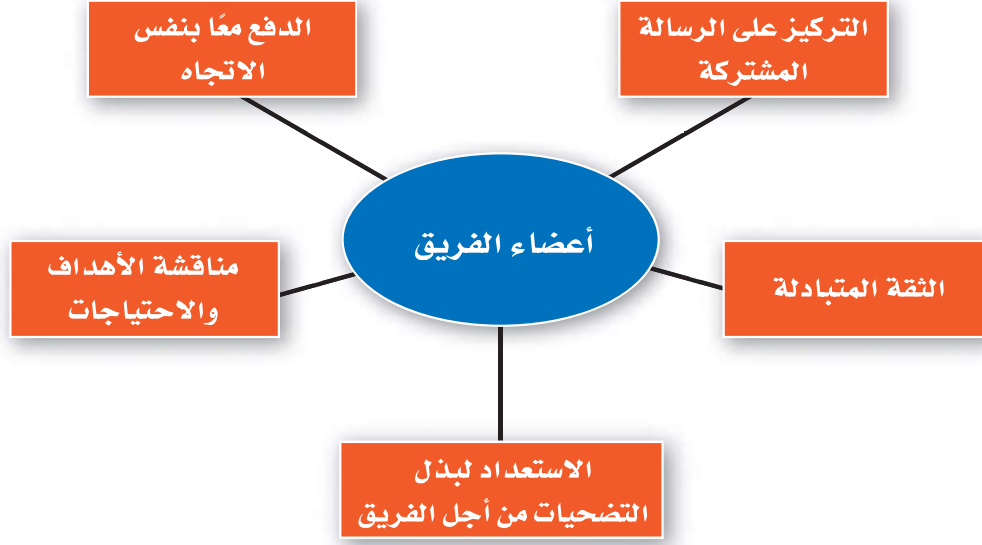 التركيز على الرسالة
المشتركة
الدفع معًا بنفس
الاتجاه
أعضاء الفريق
الثقة المتبادلة
مناقشة الأهداف
والاحتياجات
الاستعداد لبذل
التضحيات من أجل الفريق